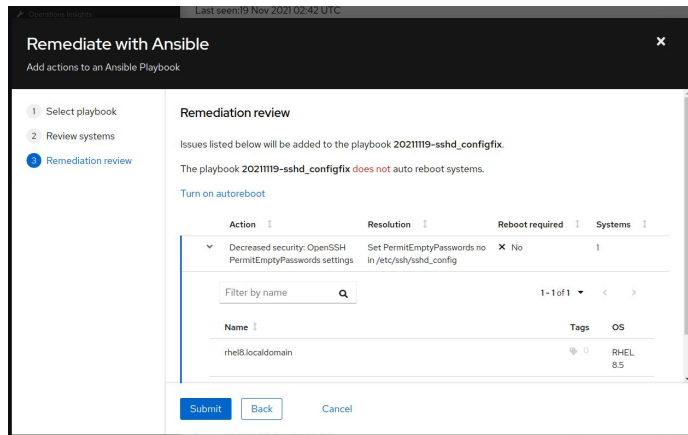 Operations Insights
Last seen:19 Nov 2021 02:42 UTC
Remediate with Ansible
Add actions to an Ansible Playbook
1 Select playbook
2 Review systems
3 Remediation review
Remediation review
Issues listed below will be added to the playbook 20211119-sshd_configfix.
The playbook 20211119-sshd_configfix does not auto reboot systems.
Turn on autoreboot
Action Resolution Reboot required Systems
Decreased security: OpenSSH
PermitEmptyPasswords settings
Set PermitEmptyPasswords no
in /etc/ssh/sshd_config
No
1
Filter by name
1 - 1 of 1
Name Tags OS
rhel8.localdomain 0 RHEL
8.5
Submit Back Cancel